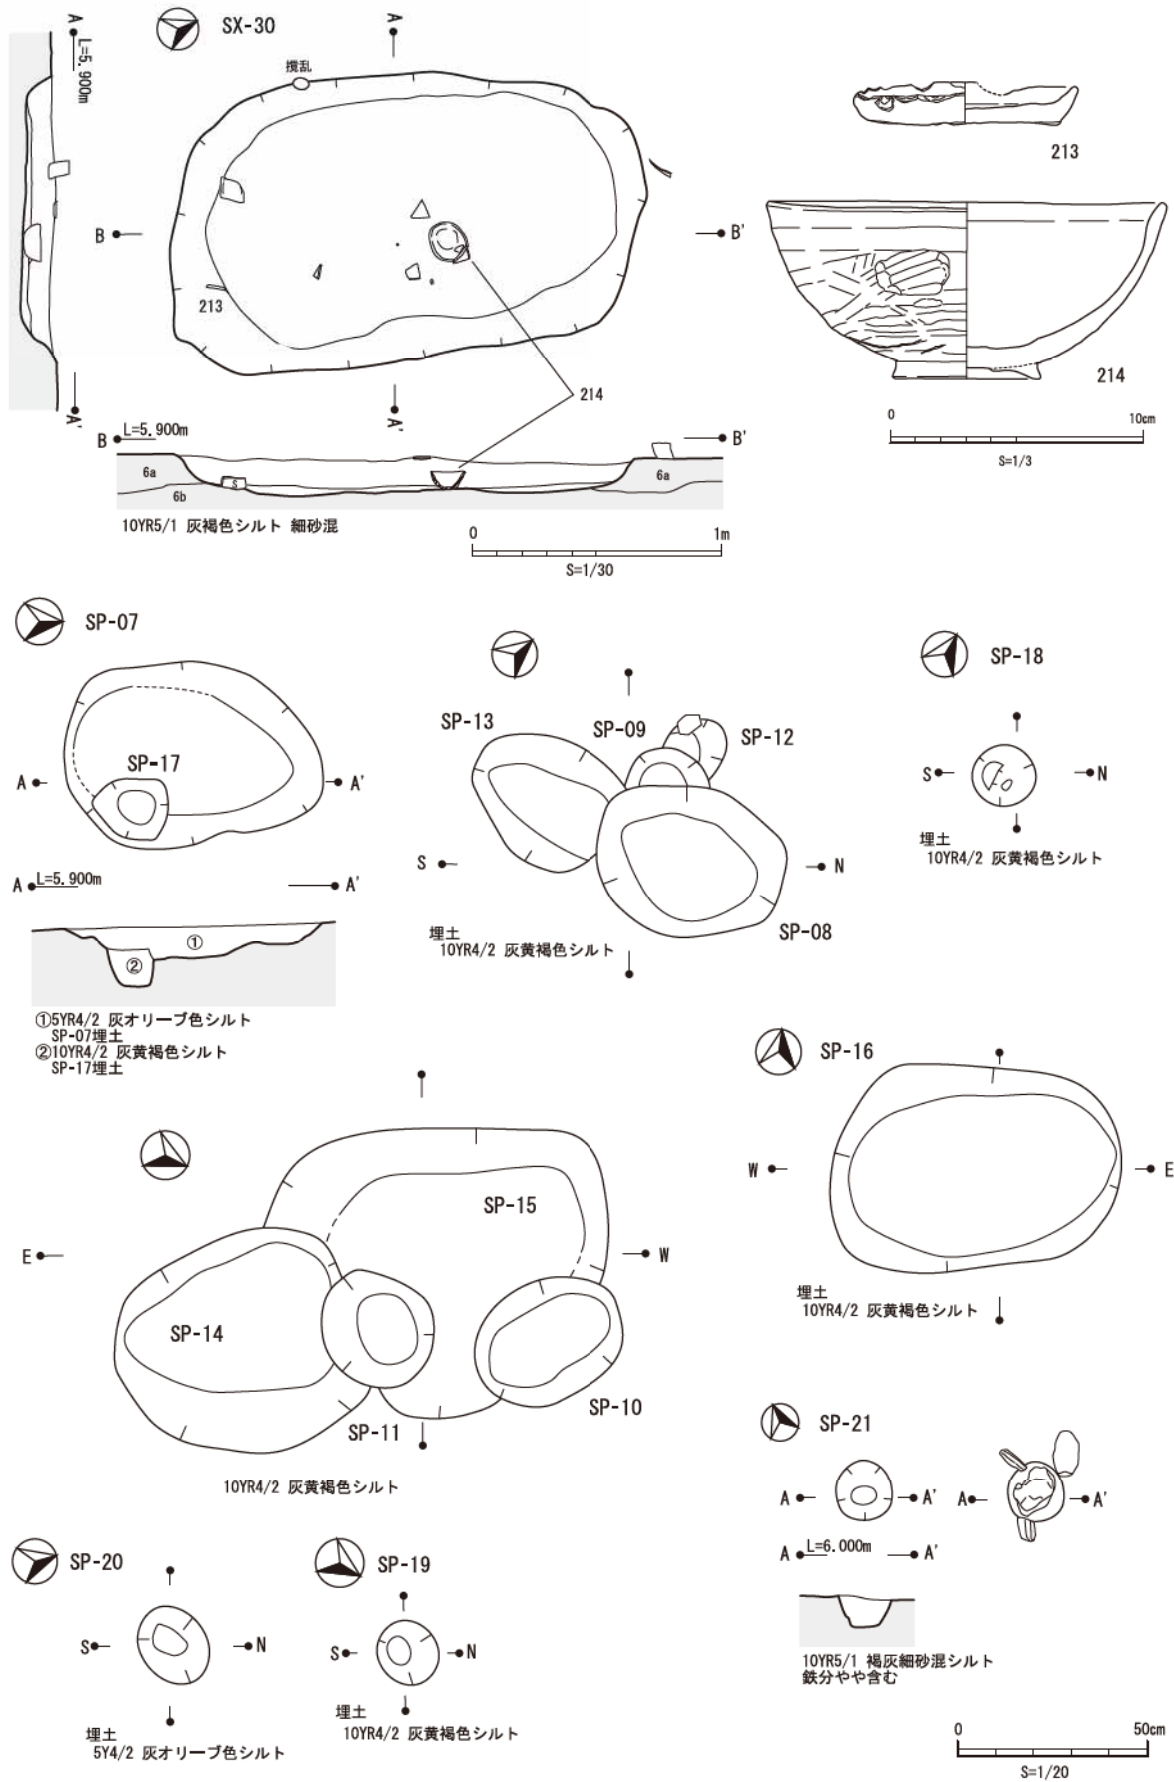 SX-30
A
L=5.900m
A'
A
撹乱
B
B'
213
A'
214
B
L=5.900m
B'
6a
6b
S
6a
10YR5/1 灰褐色シルト 細砂混
0 1m
S=1/30
213
214
0 10cm
S=1/3
SP-07
SP-17
A
A'
A
L=5.900m
A'
①
②
①5YR4/2 灰オリーブ色シルト
SP-07埋土
②10YR4/2 灰黄褐色シルト
SP-17埋土
SP-13
SP-09
SP-12
S
N
SP-08
埋土
10YR4/2 灰黄褐色シルト
SP-18
S
N
埋土
10YR4/2 灰黄褐色シルト
SP-15
E
W
SP-14
SP-11
SP-10
10YR4/2 灰黄褐色シルト
SP-16
W
E
埋土
10YR4/2 灰黄褐色シルト
SP-20
S
N
埋土
5Y4/2 灰オリーブ色シルト
SP-19
S
N
埋土
10YR4/2 灰黄褐色シルト
SP-21
A
A'
A
A'
A
L=6.000m
A'
10YR5/1 褐灰細砂混シルト
鉄分やや含む
0 50cm
S=1/20